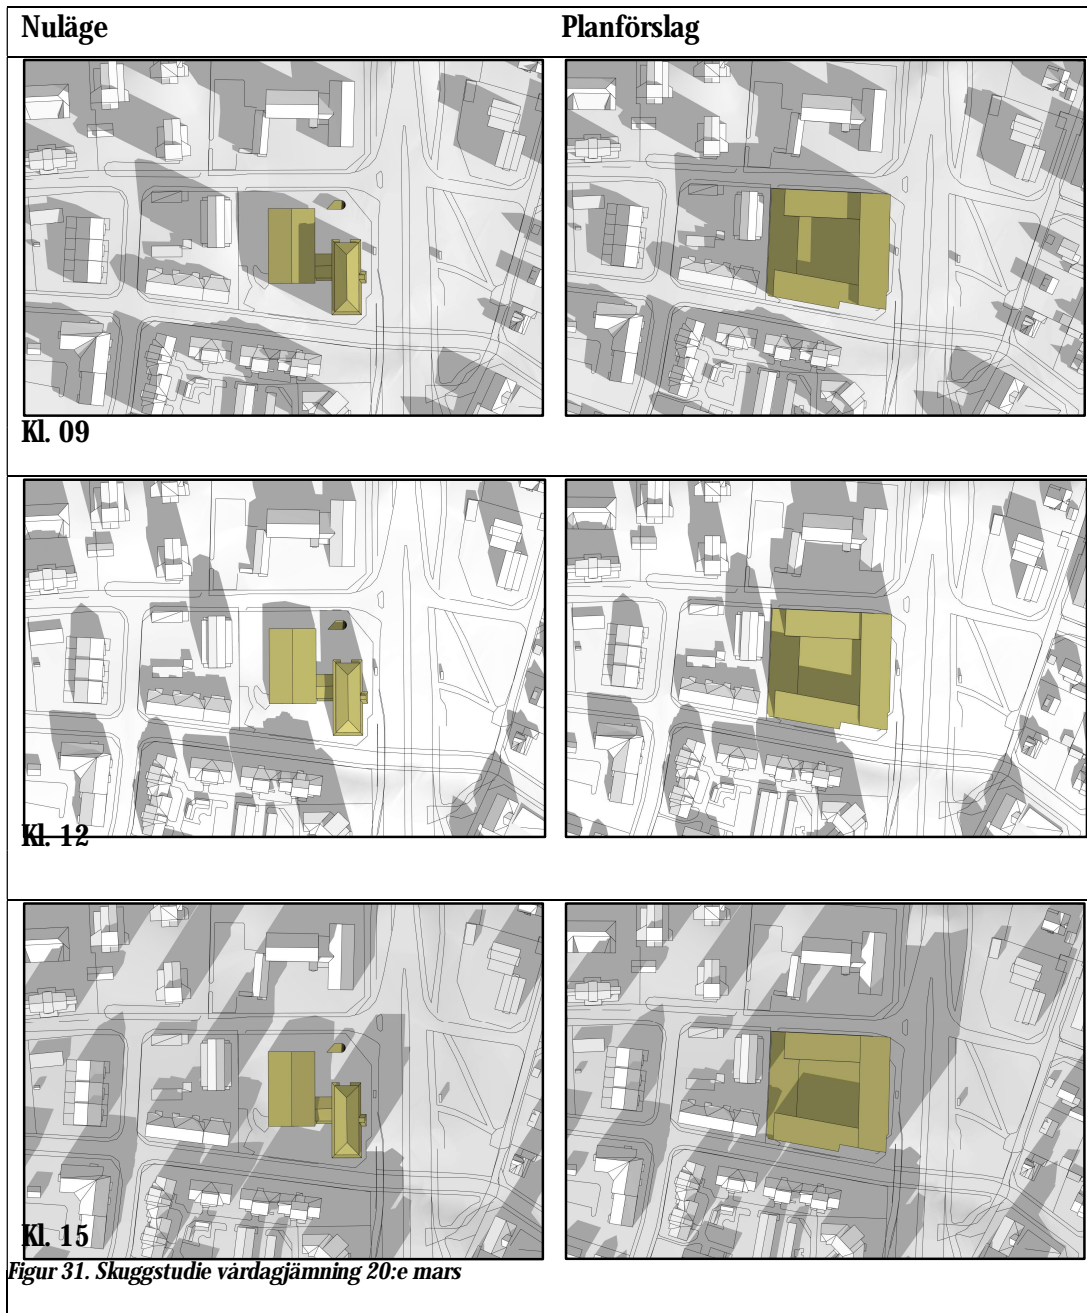 Nuläge Planförslag
Kl. 09
Kl. 12
Kl. 15
Figur 31. Skuggstudie vårdagjämning 20:e mars